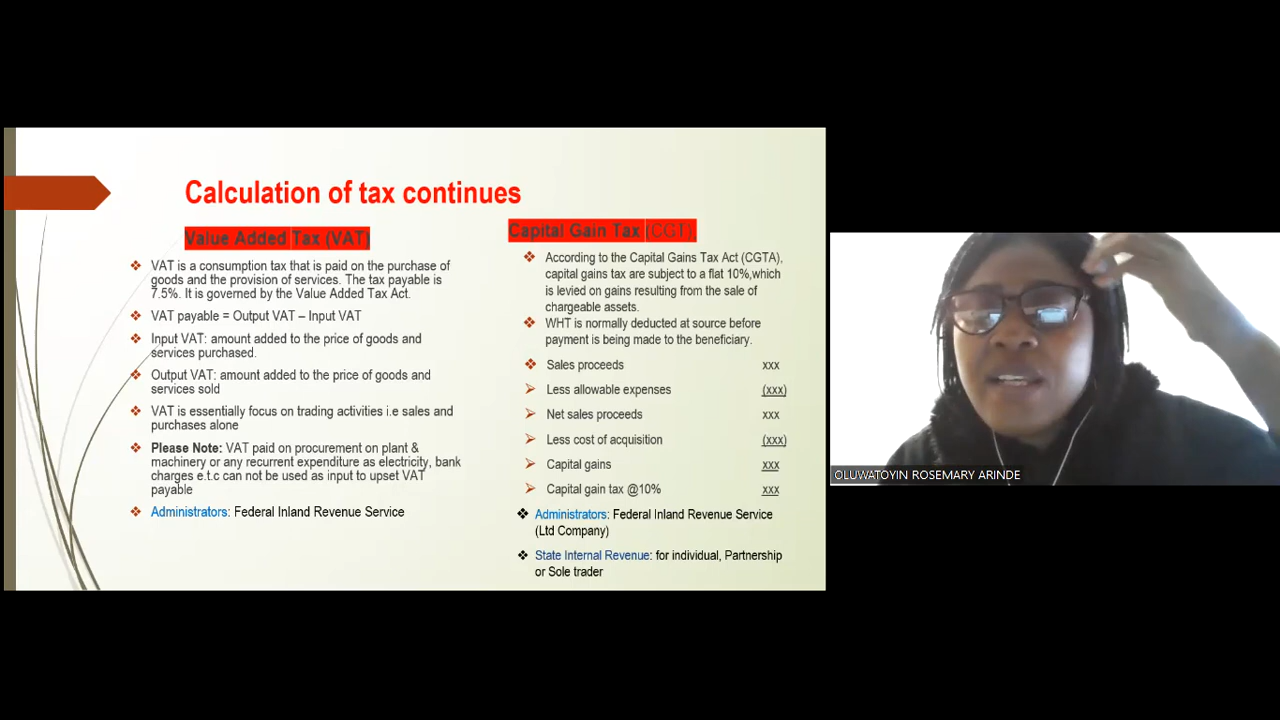 Calculation of tax continues
Value Added Tax (VAT)
VAT is a consumption tax that is paid on the purchase of
goods and the provision of services. The tax payable is
7.5%. It is governed by the Value Added Tax Act.
VAT payable = Output VAT – Input VAT
Input VAT: amount added to the price of goods and
services purchased.
Output VAT: amount added to the price of goods and
services sold
VAT is essentially focus on trading activities i.e sales and
purchases alone
Please Note: VAT paid on procurement on plant &
machinery or any recurrent expenditure as electricity, bank
charges e.t.c can not be used as input to upset VAT
payable
Administrators: Federal Inland Revenue Service
Capital Gain Tax (CGT).
According to the Capital Gains Tax Act (CGTA),
capital gains tax are subject to a flat 10%,which
is levied on gains resulting from the sale of
chargeable assets.
WHT is normally deducted at source before
payment is being made to the beneficiary.
Sales proceeds xxx
Less allowable expenses (xxx)
Net sales proceeds xxx
Less cost of acquisition (xxx)
Capital gains xxx
Capital gain tax @10% xxx
Administrators: Federal Inland Revenue Service
(Ltd Company)
State Internal Revenue: for individual, Partnership
or Sole trader
OLUWATOYIN ROSEMARY ARINDE